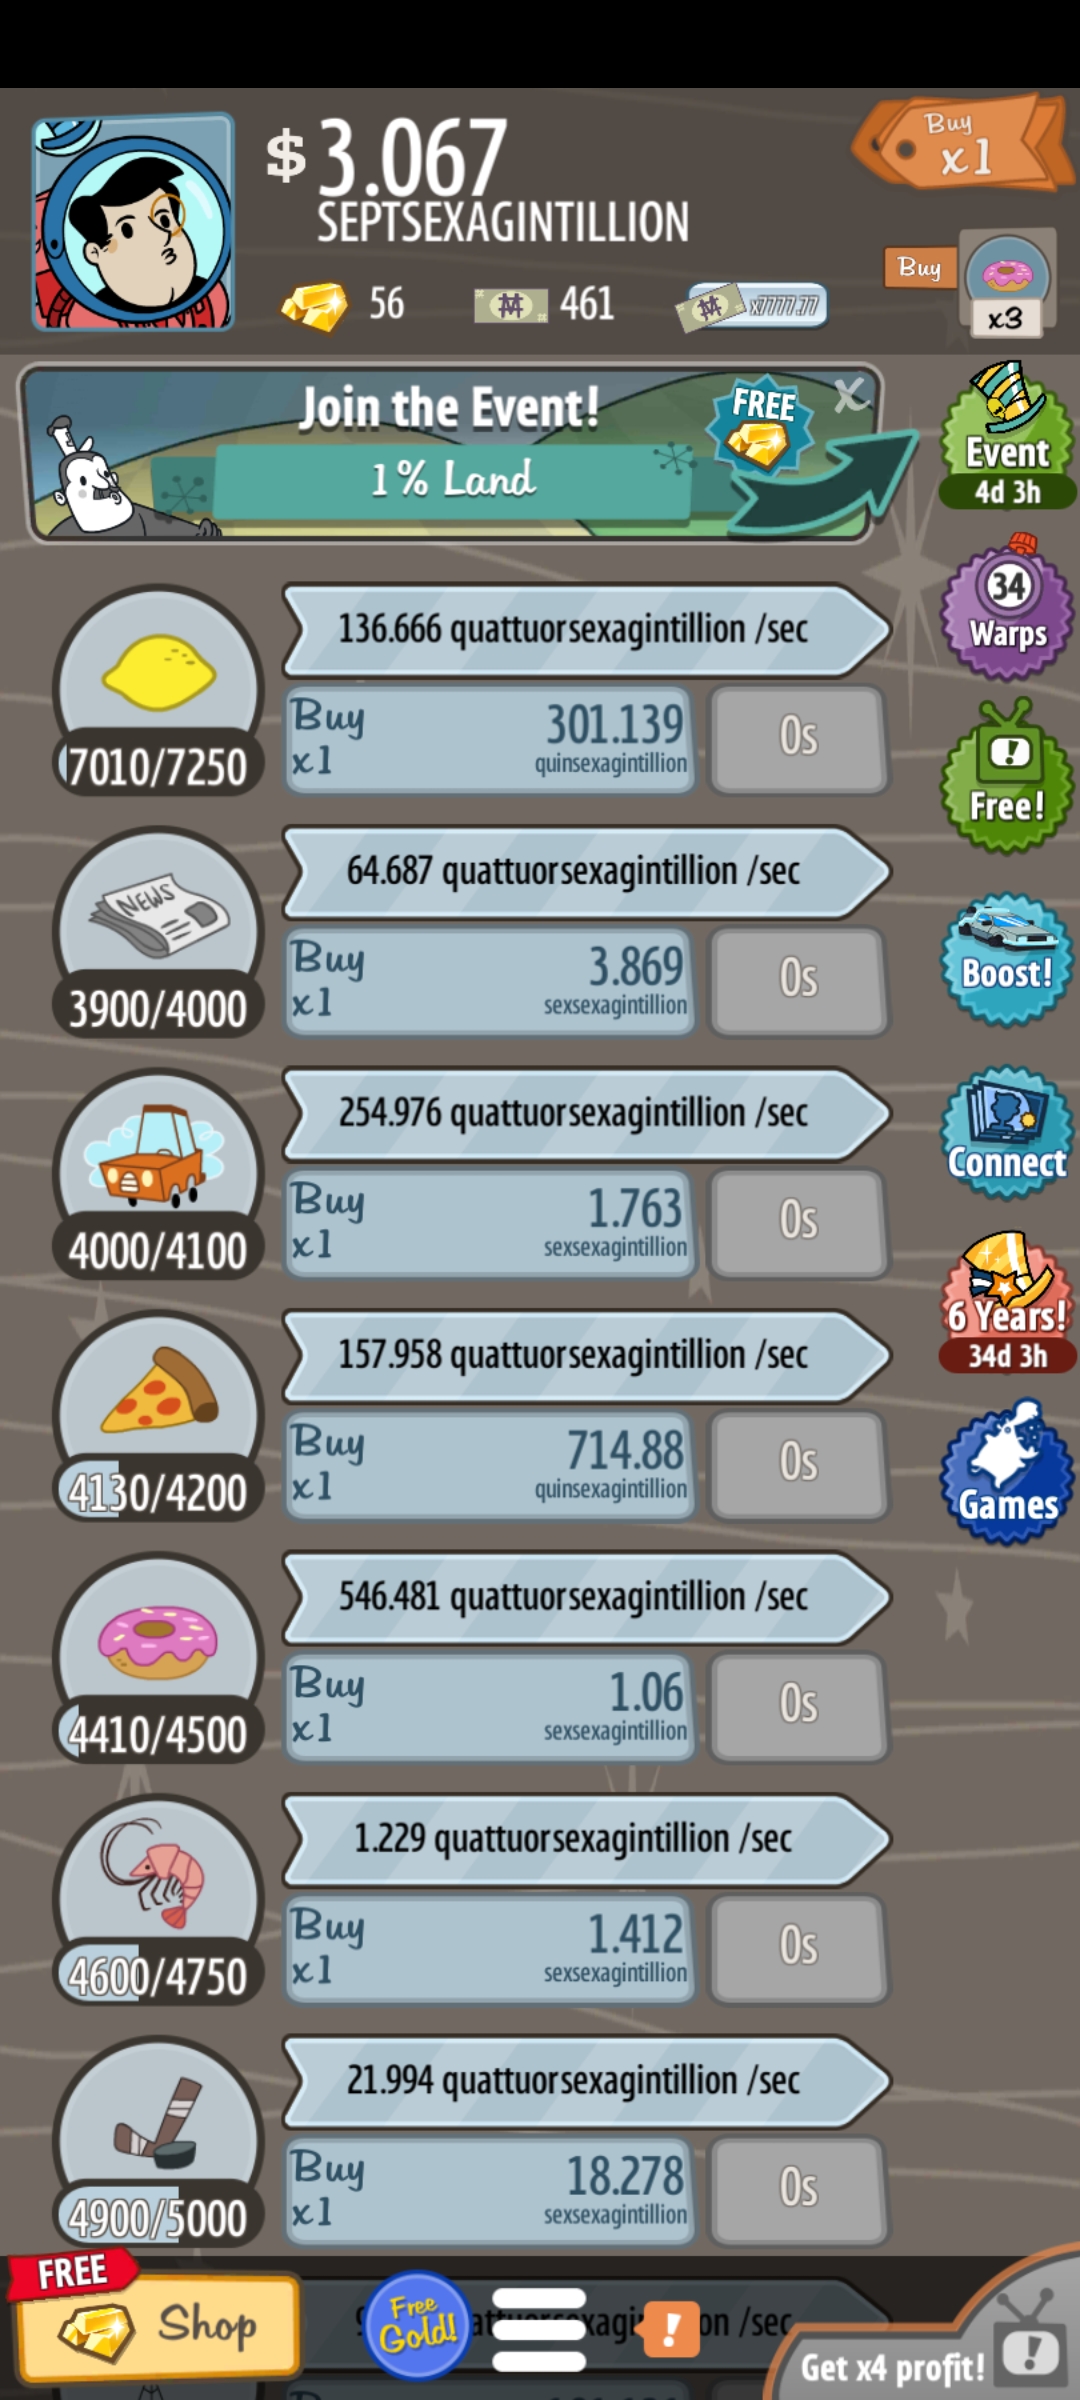 $ 3.067
SEPTSEXAGINTILLION
56
461
x7777.77
Buy
x1
Buy
x3
Join the Event!
1% Land
FREE
X
Event
4d 3h
34
Warps
!
Free!
Boost!
Connect
6 Years!
34d 3h
Games
136.666 quattuorsexagintillion /sec
Buy
x1
301.139
quinsexagintillion
0s
7010/7250
NEWS
64.687 quattuorsexagintillion /sec
Buy
x1
3.869
sexsexagintillion
0s
3900/4000
254.976 quattuorsexagintillion /sec
Buy
x1
1.763
sexsexagintillion
0s
4000/4100
157.958 quattuorsexagintillion /sec
Buy
x1
714.88
quinsexagintillion
0s
4130/4200
546.481 quattuorsexagintillion /sec
Buy
x1
1.06
sexsexagintillion
0s
4410/4500
1.229 quattuorsexagintillion /sec
Buy
x1
1.412
sexsexagintillion
0s
4600/4750
21.994 quattuorsexagintillion /sec
Buy
x1
18.278
sexsexagintillion
0s
4900/5000
FREE
Shop
Free
Gold!
!
/sec
Get x4 profit!
!